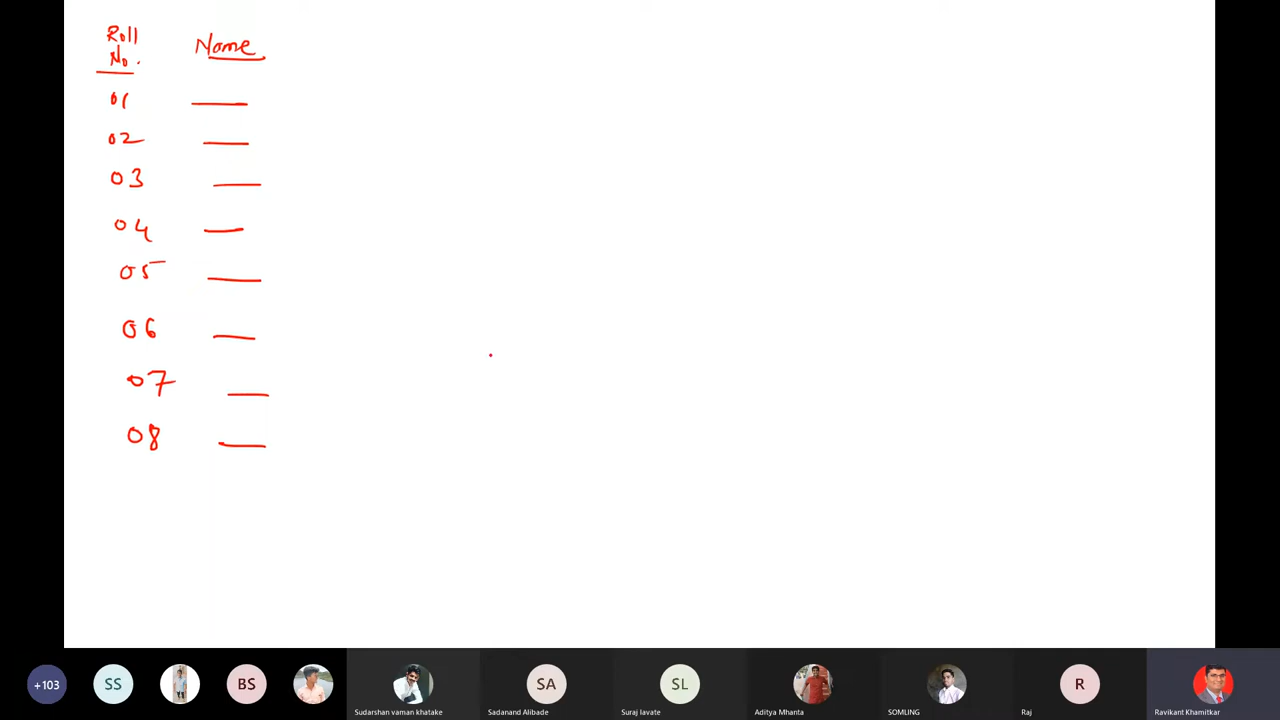 Roll
No.
Name
01
02
03
04
05
06
07
08
+103
SS
BS
SA
SL
R
Sudarshan vaman khatake
Sadanand Alibade
Suraj lavate
Aditya Mhanta
SOMLING
Raj
Ravikant Khamitkar